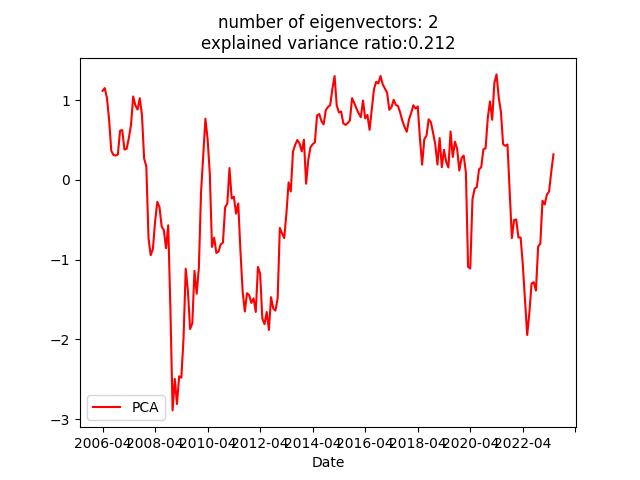 number of eigenvectors: 2
explained variance ratio:0.212
1
0
−1
−2
−3
PCA
2006-04 2008-04 2010-04 2012-04 2014-04 2016-04 2018-04 2020-04 2022-04
Date